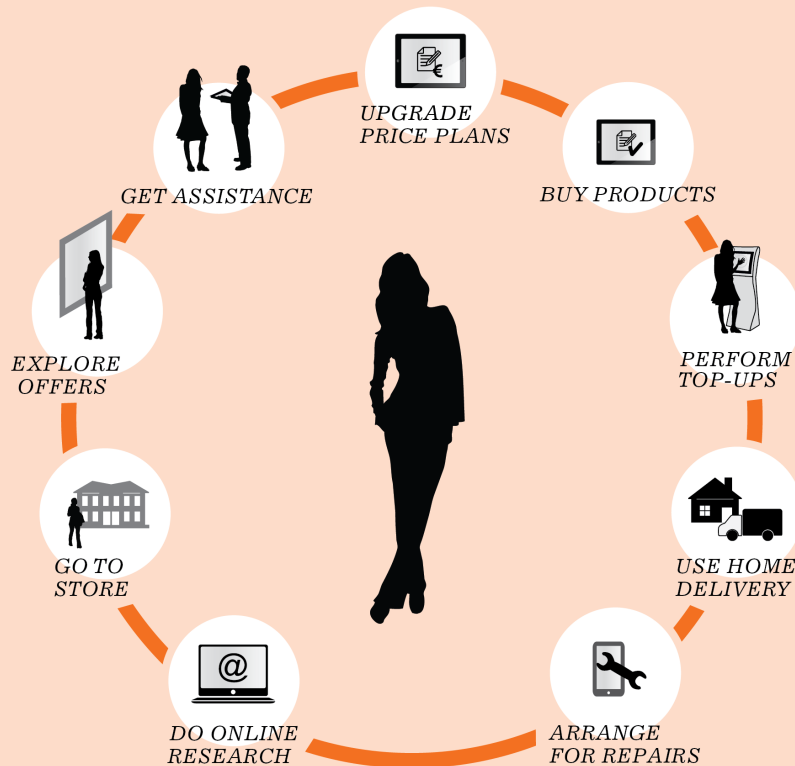 UPGRADE
PRICE PLANS
€
GET ASSISTANCE
BUY PRODUCTS
EXPLORE
OFFERS
PERFORM
TOP-UPS
GO TO
STORE
USE HOME
DELIVERY
@
DO ONLINE
RESEARCH
ARRANGE
FOR REPAIRS